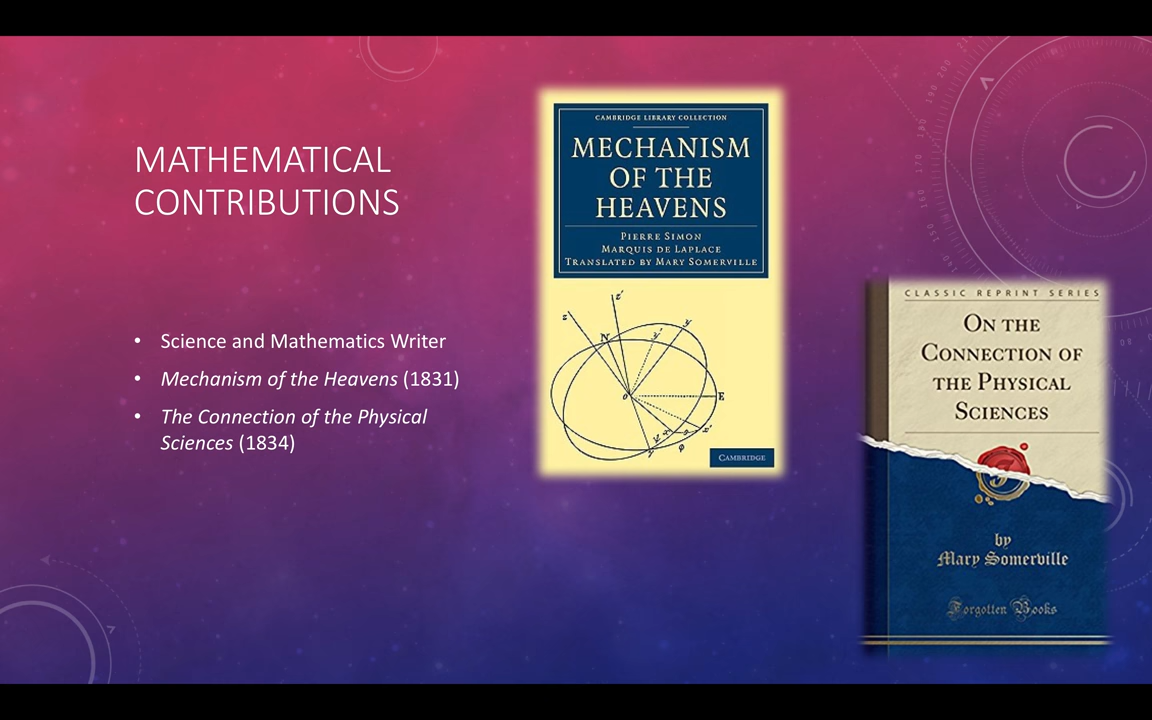 MATHEMATICAL
CONTRIBUTIONS
• Science and Mathematics Writer
• Mechanism of the Heavens (1831)
• The Connection of the Physical
Sciences (1834)
CAMBRIDGE LIBRARY COLLECTION
MECHANISM
OF THE
HEAVENS
PIERRE SIMON
MARQUIS DE LAPLACE
TRANSLATED BY MARY SOMERVILLE
z
z'
N
y'
y
o
E
x'
CAMBRIDGE
CLASSIC REPRINT SERIES
ON THE
CONNECTION OF
THE PHYSICAL
SCIENCES
by
Mary Somerville
Forgotten Books